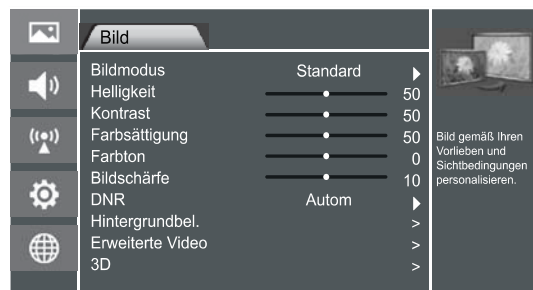 Bild
Bildmodus Standard
Helligkeit 50
Kontrast 50
Farbsättigung 50
Farbton 0
Bildschärfe 10
DNR Autom
Hintergrundbel. >
Erweiterte Video >
3D >
Bild gemäß Ihren
Vorlieben und
Sichtbedingungen
personalisieren.